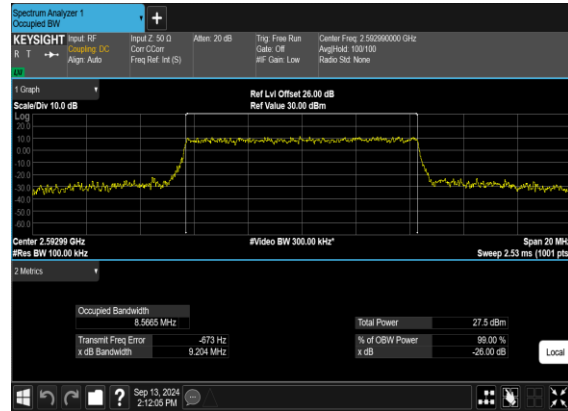 Spectrum Analyzer 1
Occupied BW
+
KEYSIGHT
R T
LW
Input: RF
Coupling: DC
Align: Auto
Input Z: 50 Ω
Corr CCorr
Freq Ref: Int (S)
Atten: 20 dB
Trig: Free Run
Gate: Off
#IF Gain: Low
Center Freq: 2.592990000 GHz
Avg|Hold: 100/100
Radio Std: None
1 Graph
Scale/Div 10.0 dB
Ref Lvl Offset 26.00 dB
Ref Value 30.00 dBm
Log
20.0
10.0
0.00
-10.0
-20.0
-30.0
-40.0
-50.0
-60.0
Center 2.59299 GHz
#Res BW 100.00 kHz
#Video BW 300.00 kHz*
Span 20 MHz
Sweep 2.53 ms (1001 pts)
2 Metrics
Occupied Bandwidth
8.5665 MHz
Transmit Freq Error -673 Hz
x dB Bandwidth 9.204 MHz
Total Power 27.5 dBm
% of OBW Power 99.00 %
x dB -26.00 dB
Local
?
Sep 13, 2024
2:12:05 PM